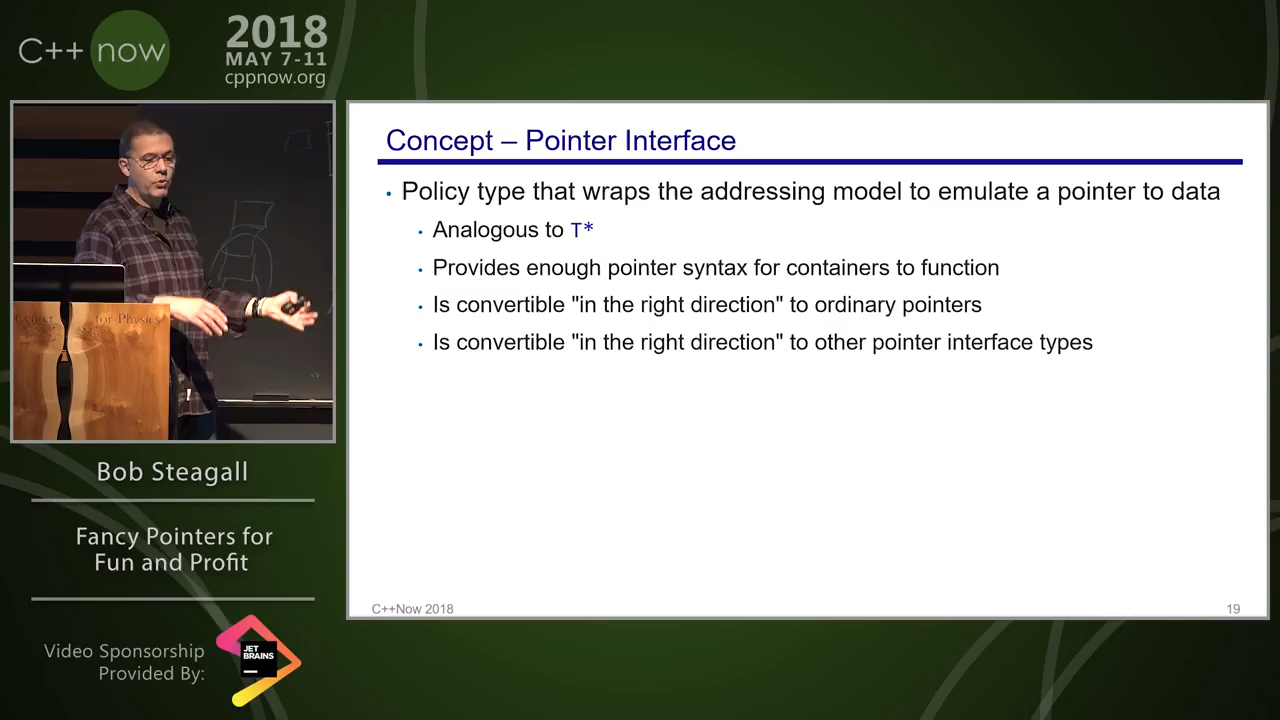 C++ now
2018
MAY 7-11
cppnow.org
Center for Physics
Bob Steagall
Fancy Pointers for
Fun and Profit
Video Sponsorship
Provided By:
JET
BRAINS
Concept – Pointer Interface
• Policy type that wraps the addressing model to emulate a pointer to data
• Analogous to T*
• Provides enough pointer syntax for containers to function
• Is convertible "in the right direction" to ordinary pointers
• Is convertible "in the right direction" to other pointer interface types
C++Now 2018
19